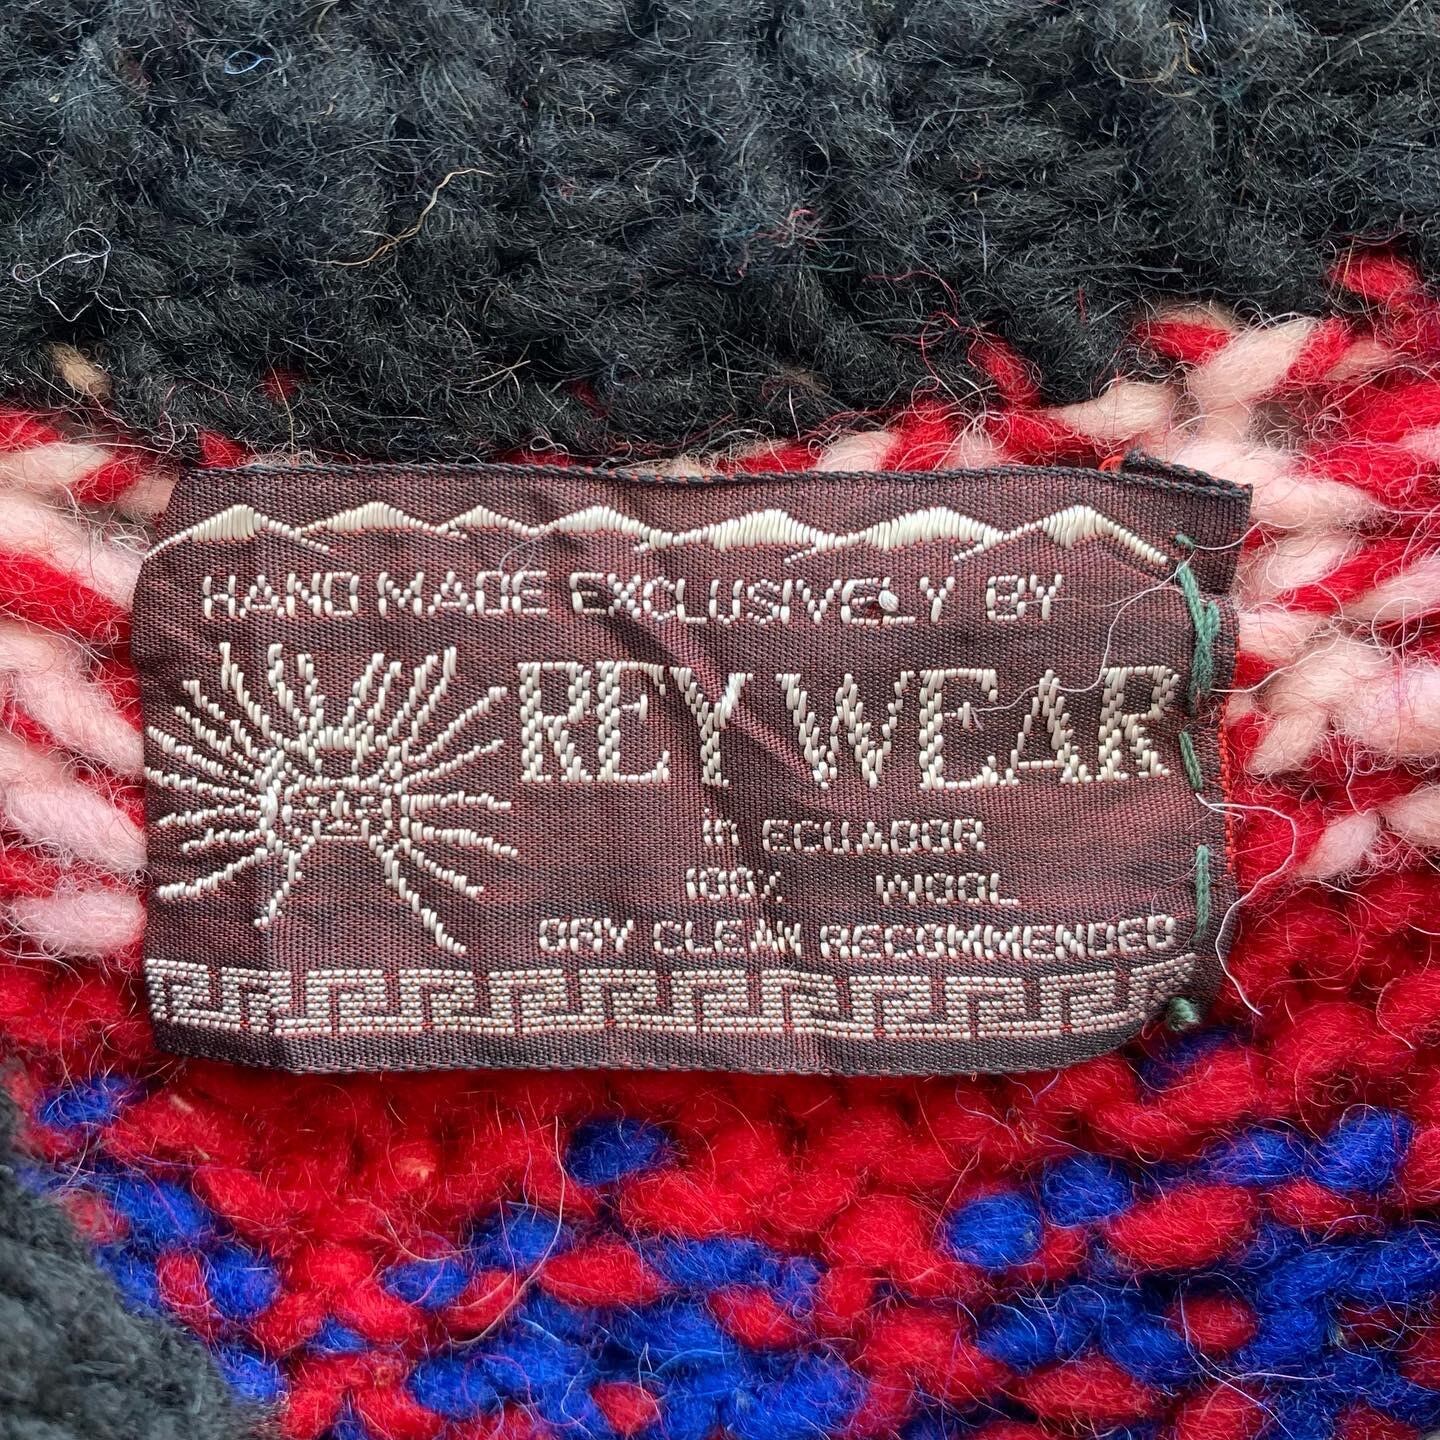 HAND MADE EXCLUSIVELY BY
REY WEAR
in ECUADOR
100% WOOL
DRY CLEAN RECOMMENDED